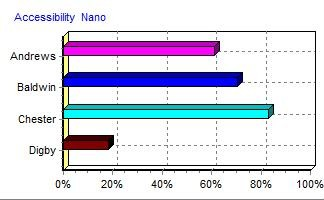 Accessibility Nano
Andrews
Baldwin
Chester
Digby
0% 20% 40% 60% 80% 100%